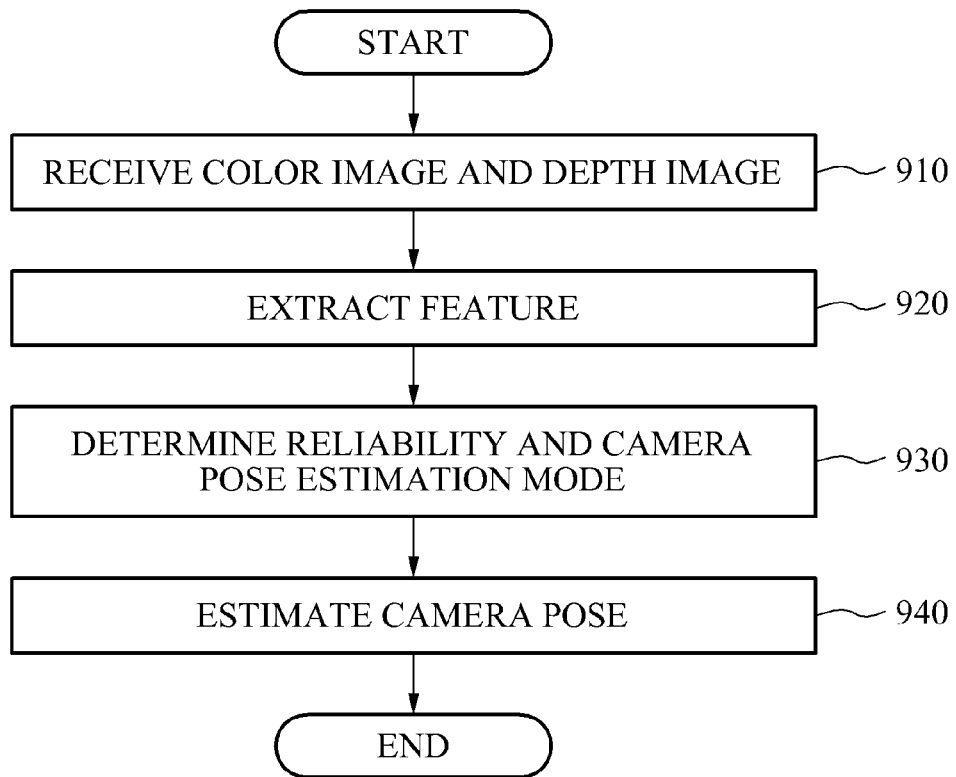 START
RECEIVE COLOR IMAGE AND DEPTH IMAGE
910
EXTRACT FEATURE
920
DETERMINE RELIABILITY AND CAMERA
POSE ESTIMATION MODE
930
ESTIMATE CAMERA POSE
940
END